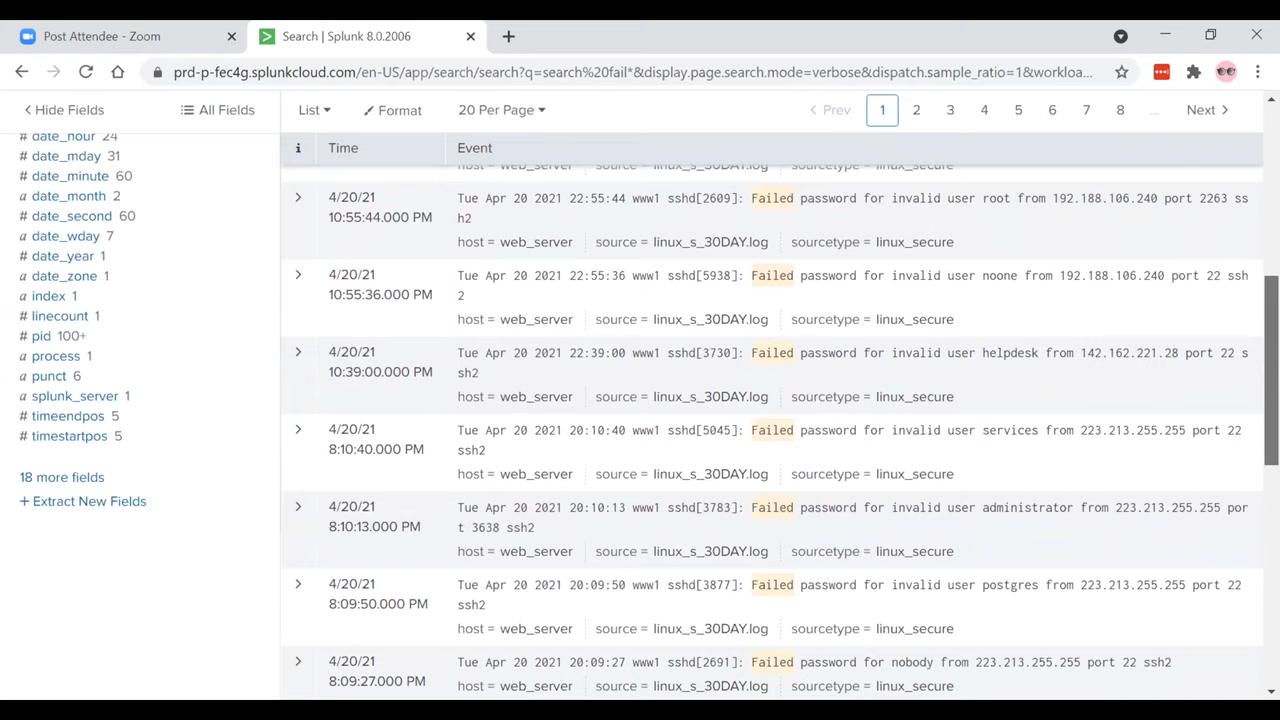 Post Attendee - Zoom
Search | Splunk 8.0.2006
prd-p-fec4g.splunkcloud.com/en-US/app/search/search?q=search%20fail*&display.page.search.mode=verbose&dispatch.sample_ratio=1&workloa...
Hide Fields
All Fields
List
Format
20 Per Page
Prev
1
2
3
4
5
6
7
8
...
Next
# date_hour 24
# date_mday 31
# date_minute 60
a date_month 2
# date_second 60
a date_wday 7
# date_year 1
a date_zone 1
a index 1
# linecount 1
# pid 100+
a process 1
a punct 6
a splunk_server 1
# timeendpos 5
# timestartpos 5
18 more fields
+ Extract New Fields
i
Time
Event
host = web_server source = linux_s_30DAY.log sourcetype = linux_secure
4/20/21
10:55:44.000 PM
Tue Apr 20 2021 22:55:44 www1 sshd[2609]: Failed password for invalid user root from 192.188.106.240 port 2263 ss
h2
host = web_server source = linux_s_30DAY.log sourcetype = linux_secure
4/20/21
10:55:36.000 PM
Tue Apr 20 2021 22:55:36 www1 sshd[5938]: Failed password for invalid user noone from 192.188.106.240 port 22 ssh
2
host = web_server source = linux_s_30DAY.log sourcetype = linux_secure
4/20/21
10:39:00.000 PM
Tue Apr 20 2021 22:39:00 www1 sshd[3730]: Failed password for invalid user helpdesk from 142.162.221.28 port 22 s
sh2
host = web_server source = linux_s_30DAY.log sourcetype = linux_secure
4/20/21
8:10:40.000 PM
Tue Apr 20 2021 20:10:40 www1 sshd[5045]: Failed password for invalid user services from 223.213.255.255 port 22
ssh2
host = web_server source = linux_s_30DAY.log sourcetype = linux_secure
4/20/21
8:10:13.000 PM
Tue Apr 20 2021 20:10:13 www1 sshd[3783]: Failed password for invalid user administrator from 223.213.255.255 por
t 3638 ssh2
host = web_server source = linux_s_30DAY.log sourcetype = linux_secure
4/20/21
8:09:50.000 PM
Tue Apr 20 2021 20:09:50 www1 sshd[3877]: Failed password for invalid user postgres from 223.213.255.255 port 22
ssh2
host = web_server source = linux_s_30DAY.log sourcetype = linux_secure
4/20/21
8:09:27.000 PM
Tue Apr 20 2021 20:09:27 www1 sshd[2691]: Failed password for nobody from 223.213.255.255 port 22 ssh2
host = web_server source = linux_s_30DAY.log sourcetype = linux_secure